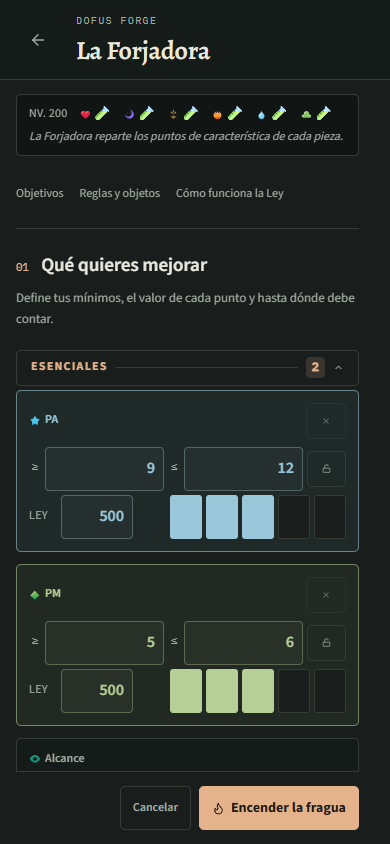 DOFUS FORGE
La Forjadora
NV. 200
La Forjadora reparte los puntos de característica de cada pieza.
Objetivos Reglas y objetos Cómo funciona la Ley
01 Qué quieres mejorar
Define tus mínimos, el valor de cada punto y hasta dónde debe
contar.
ESENCIALES 2
PA ×
≥ 9 ≤ 12
LEY 500
PM ×
≥ 5 ≤ 6
LEY 500
Alcance
Cancelar Encender la fragua